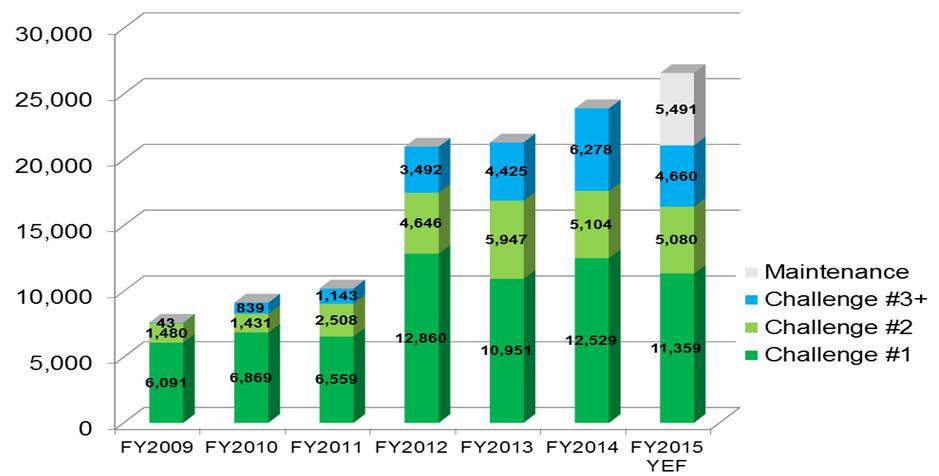 30,000
25,000
20,000
15,000
10,000
5,000
0
5,491
6,278
4,660
3,492
4,425
4,646
5,947
5,104
5,080
1,143
839
43
1,480
1,431
2,508
12,860
10,951
12,529
11,359
6,091
6,869
6,559
FY2009
FY2010
FY2011
FY2012
FY2013
FY2014
FY2015
YEF
Maintenance
Challenge #3+
Challenge #2
Challenge #1